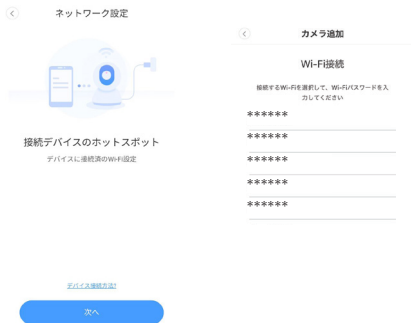 ネットワーク設定
接続デバイスのホットスポット
デバイスに接続済のWi-Fi設定
デバイス接続方法?
次へ
カメラ追加
Wi-Fi接続
接続するWi-Fiを選択して、Wi-Fiパスワードを入
力してください
******
******
******
******
******